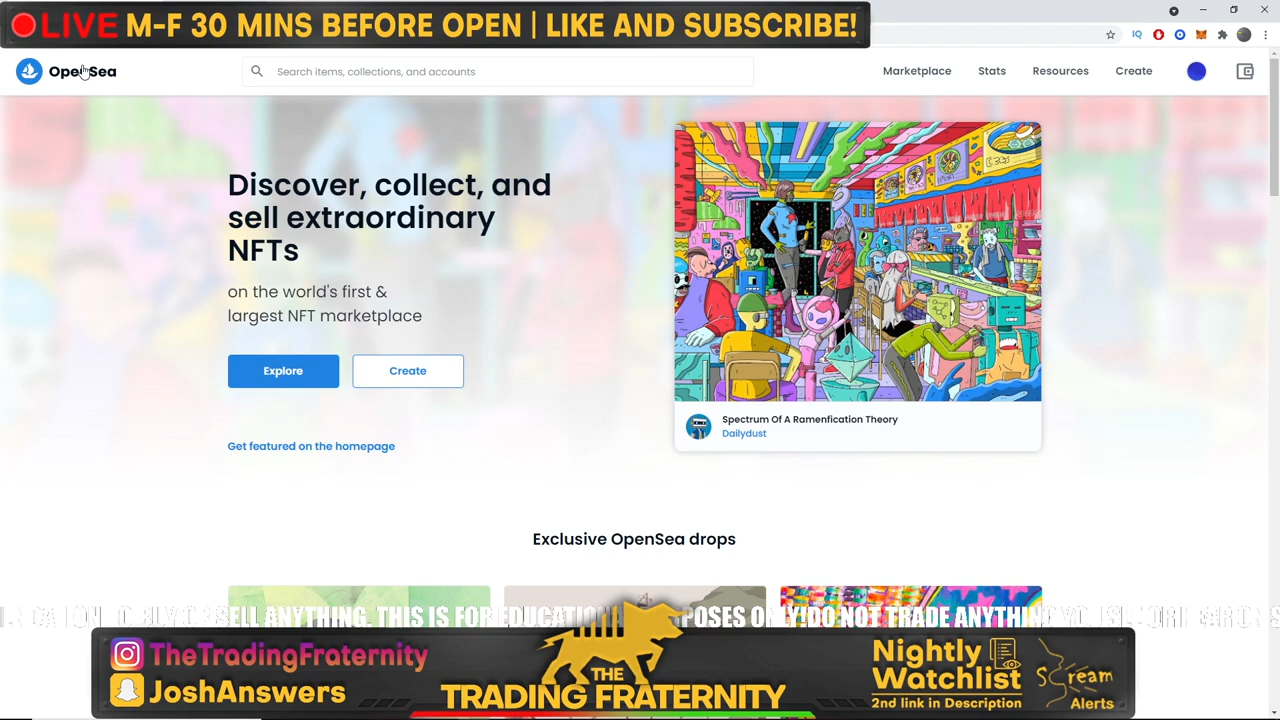 LIVE M-F 30 MINS BEFORE OPEN | LIKE AND SUBSCRIBE!
OpenSea
Search items, collections, and accounts
Marketplace
Stats
Resources
Create
Discover, collect, and
sell extraordinary
NFTs
on the world's first &
largest NFT marketplace
Explore
Create
Get featured on the homepage
Spectrum Of A Ramenfication Theory
Dailydust
Exclusive OpenSea drops
SELL ANYTHING. THIS IS FOR DO NOT TRADE ANYTHING
TheTradingFraternity
JoshAnswers
THE
TRADING FRATERNITY
Nightly
Watchlist
2nd link in Description
Scream
Alerts